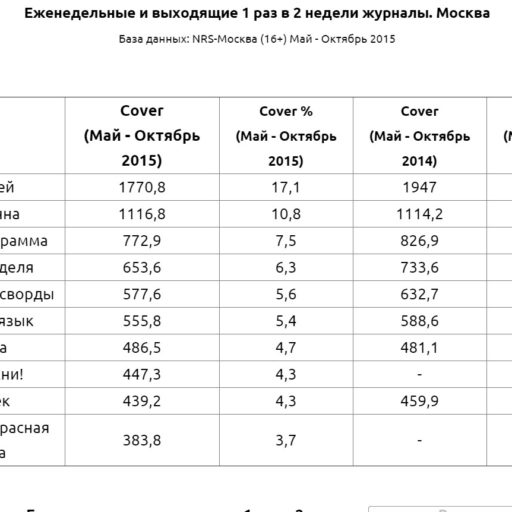 Еженедельные и выходящие 1 раз в 2 недели журналы. Москва
База данных: NRS-Москва (16+) Май - Октябрь 2015
Cover (Май - Октябрь 2015) Cover % (Май - Октябрь 2015) Cover (Май - Октябрь 2014) (
ей 1770,8 17,1 1947
на 1116,8 10,8 1114,2
рамма 772,9 7,5 826,9
деля 653,6 6,3 733,6
сворды 577,6 5,6 632,7
язык 555,8 5,4 588,6
а 486,5 4,7 481,1
ни! 447,3 4,3 -
ек 439,2 4,3 459,9
расная
а 383,8 3,7 -